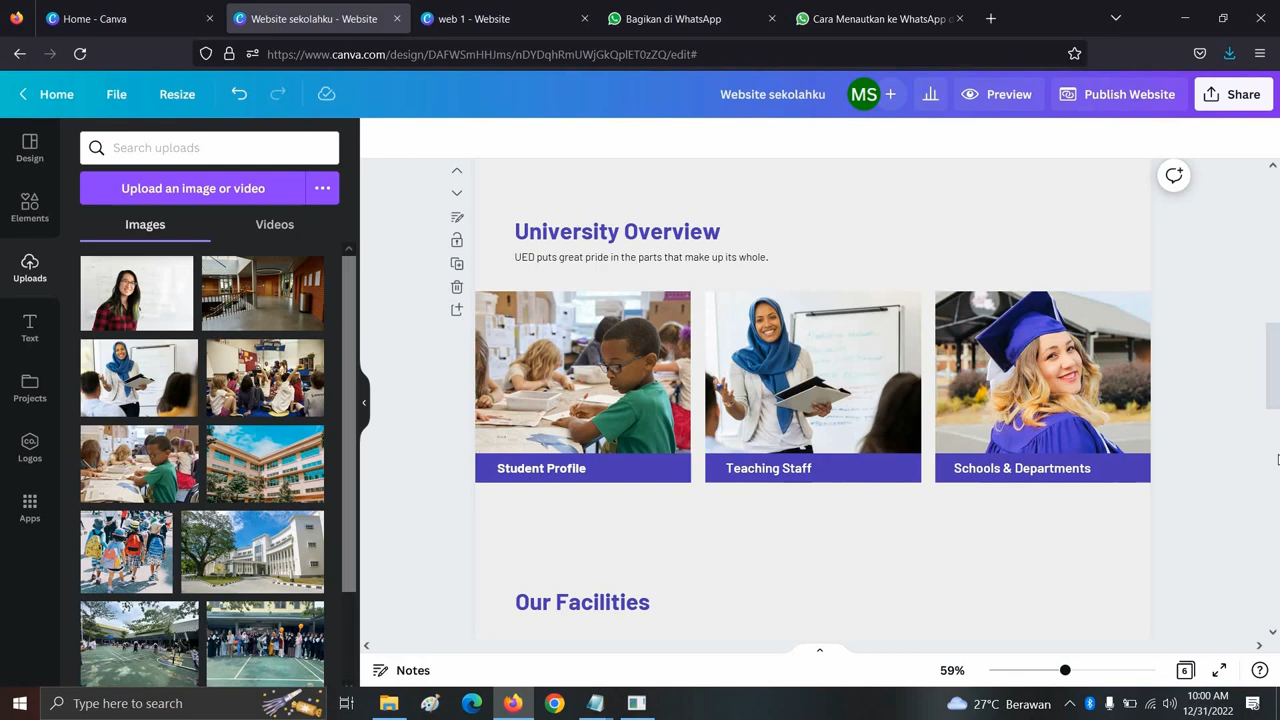 Home - Canva
Website sekolahku - Website
web 1 - Website
Bagikan di WhatsApp
Cara Menautkan ke WhatsApp d
https://www.canva.com/design/DAFWSmHHJms/nDYDqhRmUWjGkQplET0zZQ/edit#
Home
File
Resize
Website sekolahku
MS
Preview
Publish Website
Share
Design
Elements
Uploads
Text
Projects
CO.
Logos
Apps
Search uploads
Upload an image or video
Images
Videos
University Overview
UED puts great pride in the parts that make up its whole.
Student Profile
Teaching Staff
Schools & Departments
Our Facilities
Notes
59%
6
Type here to search
27°C Berawan
10:00 AM
12/31/2022